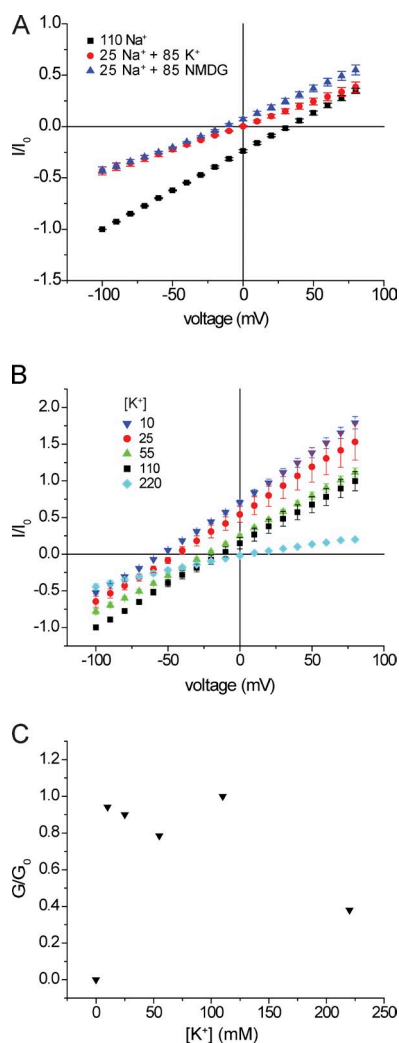 A
110 Na⁺
25 Na⁺ + 85 K⁺
25 Na⁺ + 85 NMDG
1.0
0.5
0.0
-0.5
-1.0
-1.5
I/I₀
-100 -50 0 50 100
voltage (mV)
B
[K⁺]
10
25
55
110
220
2.0
1.5
1.0
0.5
0.0
-0.5
-1.0
I/I₀
-100 -50 0 50 100
voltage (mV)
C
1.2
1.0
0.8
0.6
0.4
0.2
0.0
G/G₀
0 50 100 150 200 250
[K⁺] (mM)